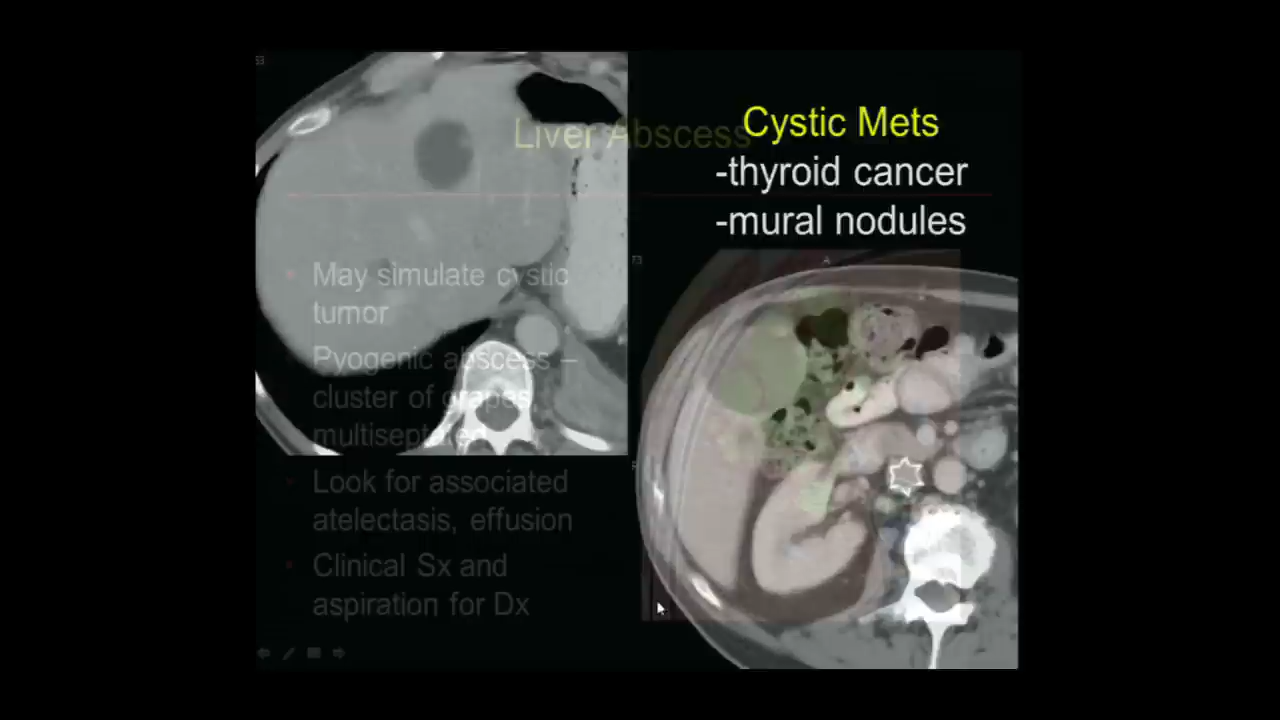 Liver Abscess
Cystic Mets
-thyroid cancer
-mural nodules
May simulate cystic
tumor
Pyogenic abscess –
cluster of grapes,
multiseptated
Look for associated
atelectasis, effusion
Clinical Sx and
aspiration for Dx